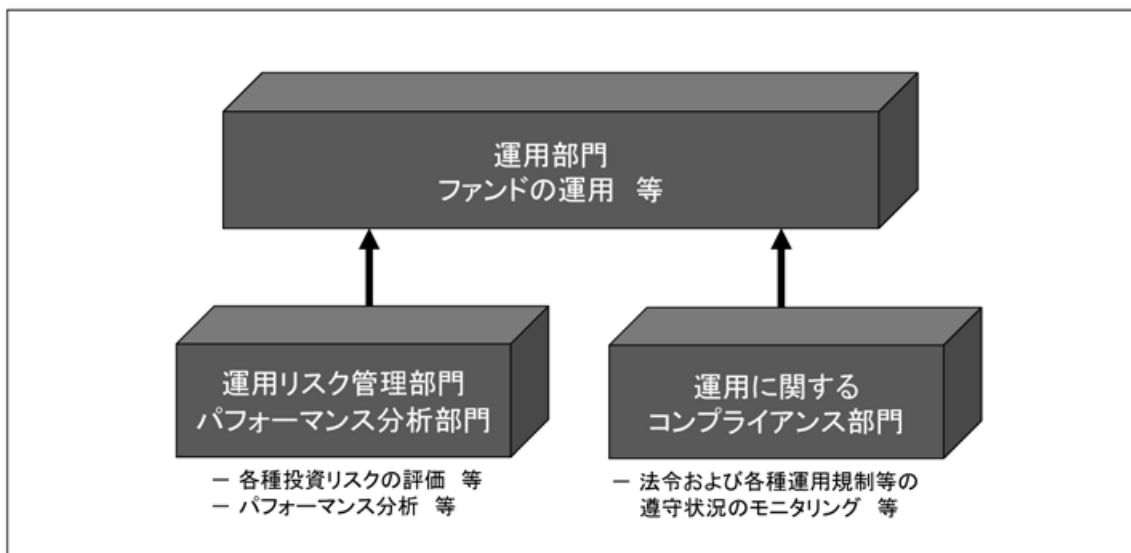 運用部門
ファンドの運用 等
運用リスク管理部門
パフォーマンス分析部門
－ 各種投資リスクの評価 等
－ パフォーマンス分析 等
運用に関する
コンプライアンス部門
－ 法令および各種運用規制等の
遵守状況のモニタリング 等